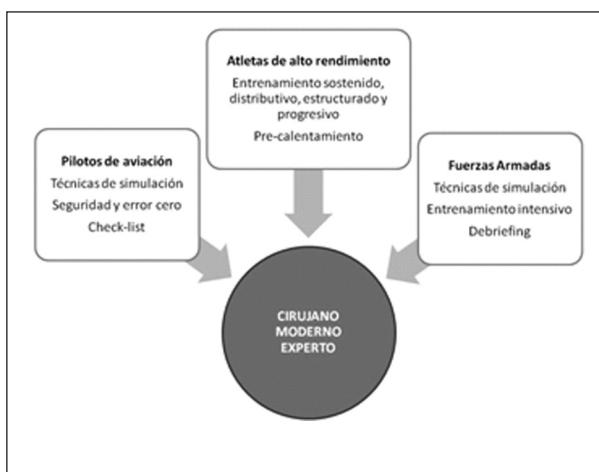 Atletas de alto rendimiento
Entrenamiento sostenido,
distributivo, estructurado y
progresivo
Pre-calentamiento
Pilotos de aviación
Técnicas de simulación
Seguridad y error cero
Check-list
Fuerzas Armadas
Técnicas de simulación
Entrenamiento intensivo
Debriefing
CIRUJANO
MODERNO
EXPERTO